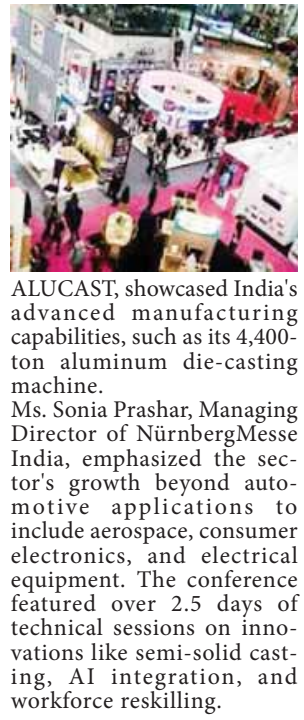 ALUCAST, showcased India's
advanced manufacturing
capabilities, such as its 4,400-
ton aluminum die-casting
machine.
Ms. Sonia Prashar, Managing
Director of NürnbergMesse
India, emphasized the sec-
tor's growth beyond auto-
motive applications to
include aerospace, consumer
electronics, and electrical
equipment. The conference
featured over 2.5 days of
technical sessions on inno-
vations like semi-solid cast-
ing, AI integration, and
workforce reskilling.